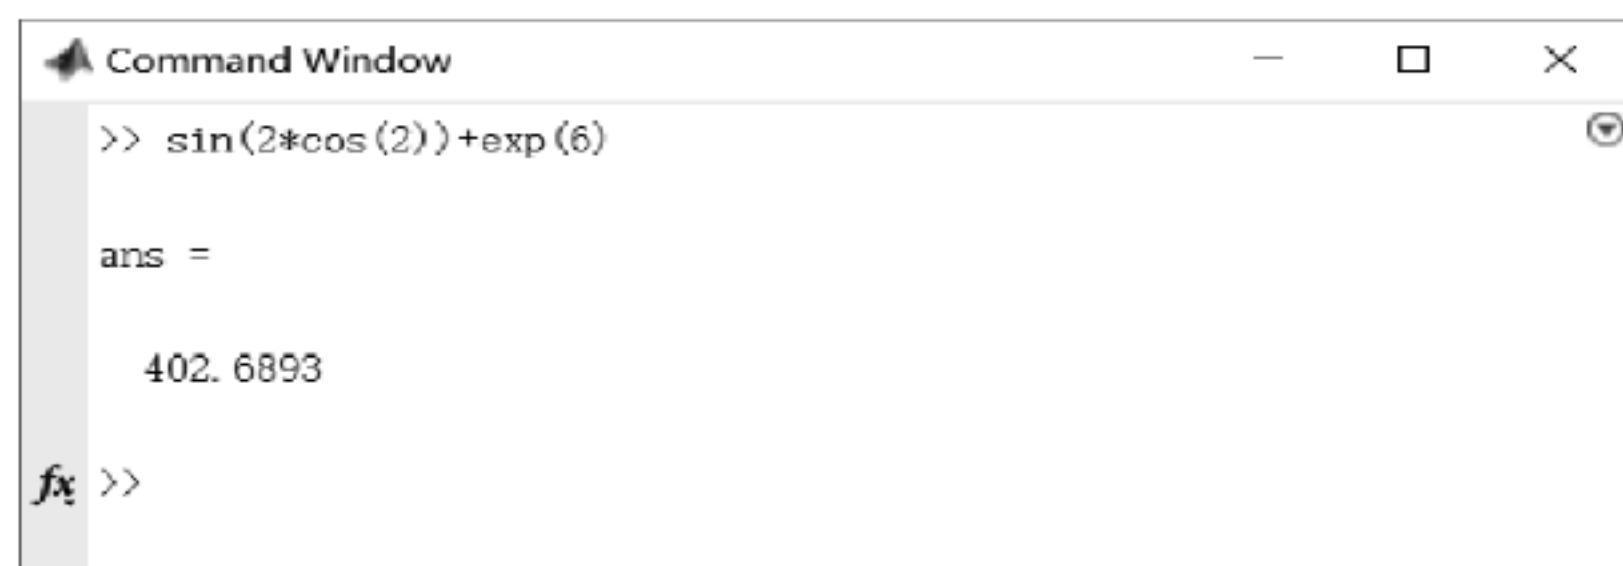 Command Window
>> sin(2*cos(2))+exp(6)
ans =
402.6893
fx >>